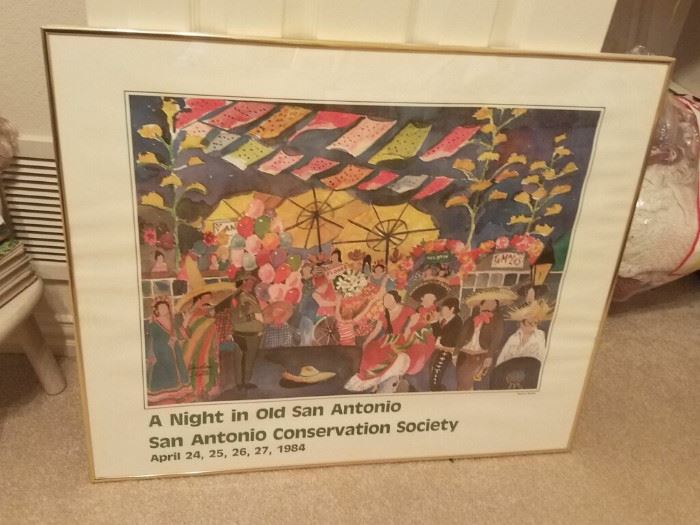 A Night in Old San Antonio
San Antonio Conservation Society
April 24, 25, 26, 27, 1984